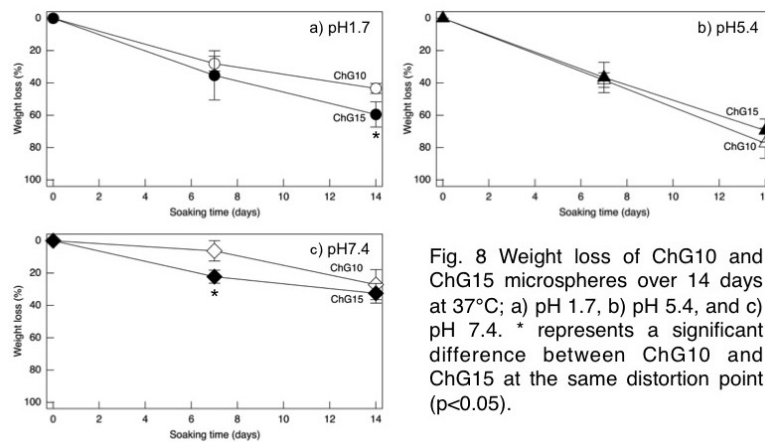 0
20
40
60
80
100
Weight loss (%)
a) pH1.7
ChG10
ChG15
*
0 2 4 6 8 10 12 14
Soaking time (days)
0
20
40
60
80
100
Weight loss (%)
b) pH5.4
ChG15
ChG10
0 2 4 6 8 10 12 14
Soaking time (days)
0
20
40
60
80
100
Weight loss (%)
c) pH7.4
ChG10
ChG15
*
0 2 4 6 8 10 12 14
Soaking time (days)
Fig. 8 Weight loss of ChG10 and
ChG15 microspheres over 14 days
at 37°C; a) pH 1.7, b) pH 5.4, and c)
pH 7.4. * represents a significant
difference between ChG10 and
ChG15 at the same distortion point
(p<0.05).